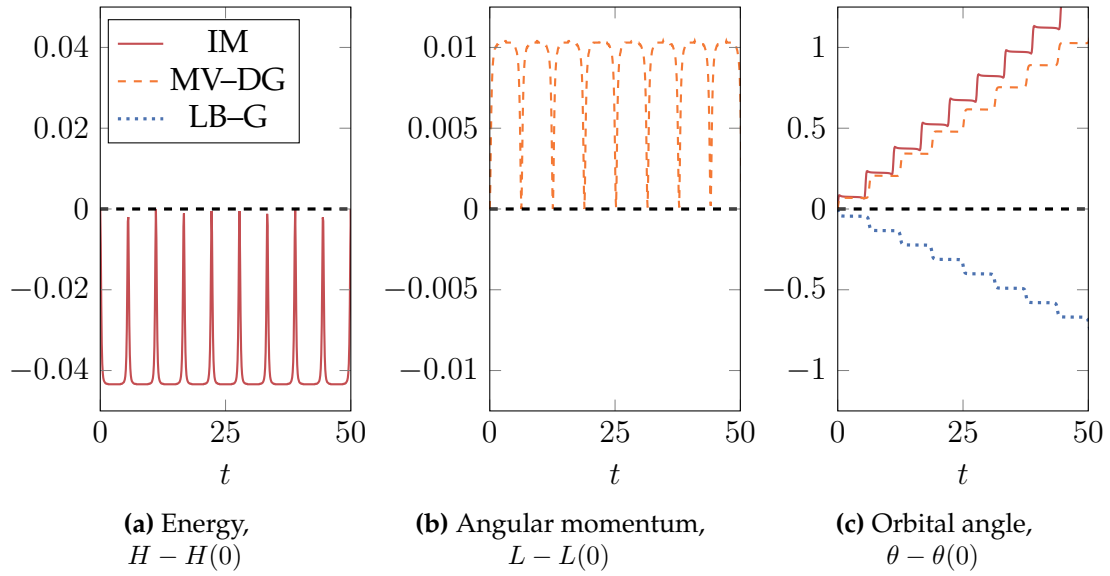 0.04
0.02
0
−0.02
−0.04
IM
MV–DG
LB–G
0 25 50
t
(a) Energy,
H − H(0)
0.01
0.005
0
−0.005
−0.01
0 25 50
t
(b) Angular momentum,
L − L(0)
1
0.5
0
−0.5
−1
0 25 50
t
(c) Orbital angle,
θ − θ(0)